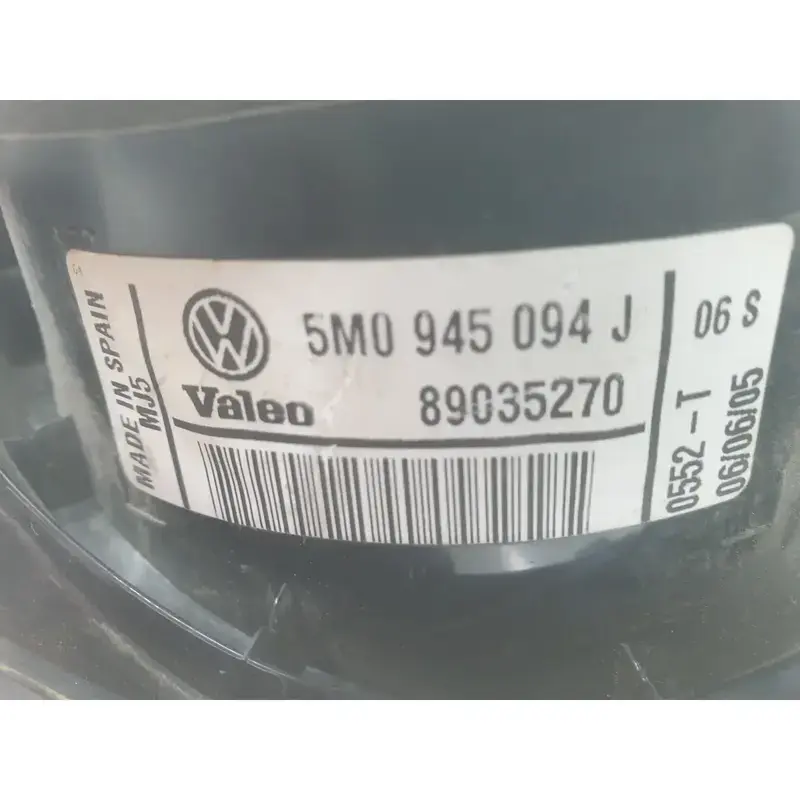 MADE IN SPAIN
MJ5
5M0 945 094 J
Valeo
89035270
06 S
0552-T
06/06/05